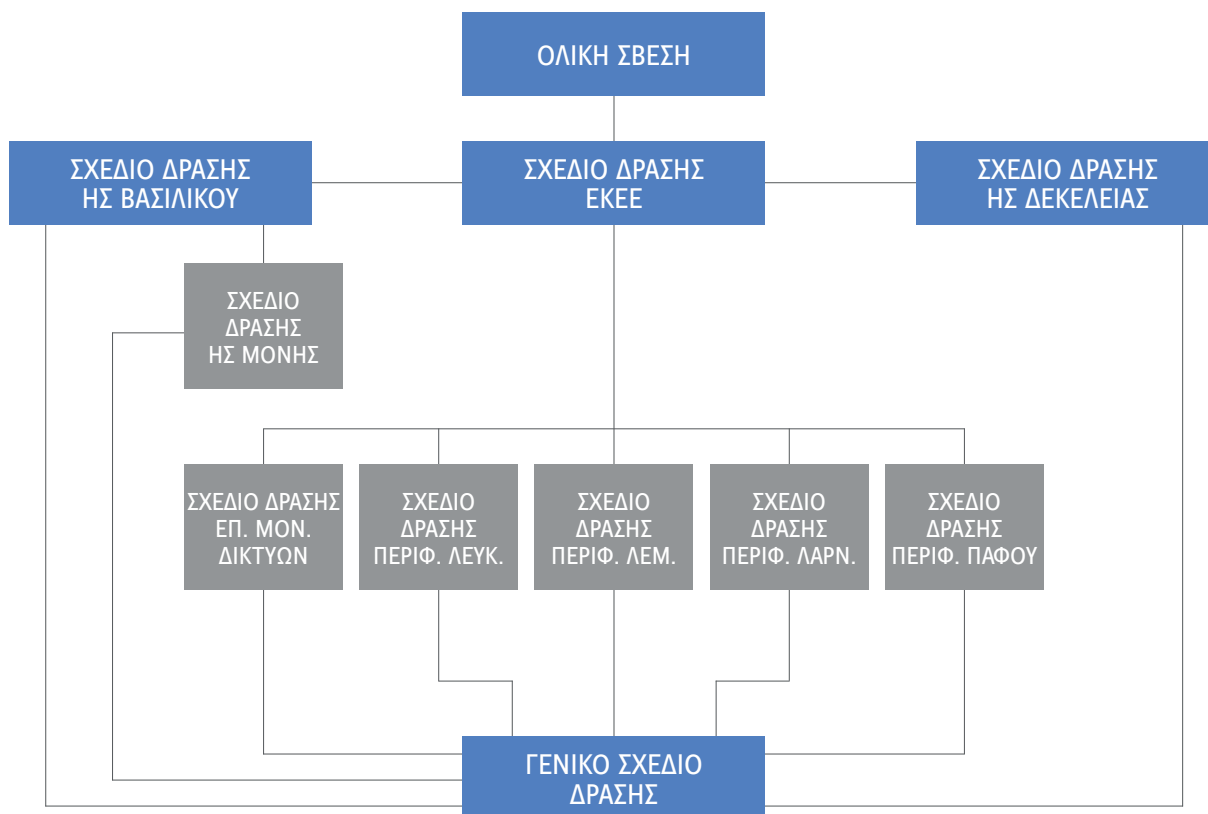 ΟΛΙΚΗ ΣΒΕΣΗ
ΣΧΕΔΙΟ ΔΡΑΣΗΣ
ΗΣ ΒΑΣΙΛΙΚΟΥ
ΣΧΕΔΙΟ ΔΡΑΣΗΣ
ΕΚΕΕ
ΣΧΕΔΙΟ ΔΡΑΣΗΣ
ΗΣ ΔΕΚΕΛΕΙΑΣ
ΣΧΕΔΙΟ
ΔΡΑΣΗΣ
ΗΣ ΜΟΝΗΣ
ΣΧΕΔΙΟ ΔΡΑΣΗΣ
ΕΠ. ΜΟΝ.
ΔΙΚΤΥΩΝ
ΣΧΕΔΙΟ
ΔΡΑΣΗΣ
ΠΕΡΙΦ. ΛΕΥΚ.
ΣΧΕΔΙΟ
ΔΡΑΣΗΣ
ΠΕΡΙΦ. ΛΕΜ.
ΣΧΕΔΙΟ
ΔΡΑΣΗΣ
ΠΕΡΙΦ. ΛΑΡΝ.
ΣΧΕΔΙΟ
ΔΡΑΣΗΣ
ΠΕΡΙΦ. ΠΑΦΟΥ
ΓΕΝΙΚΟ ΣΧΕΔΙΟ
ΔΡΑΣΗΣ